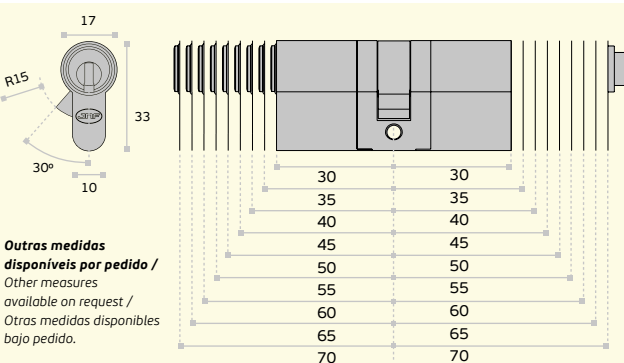 17
R15
33
30º
10
JNF
30 30
35 35
40 40
45 45
50 50
55 55
60 60
65 65
70 70
Outras medidas
disponíveis por pedido /
Other measures
available on request /
Otras medidas disponibles
bajo pedido.